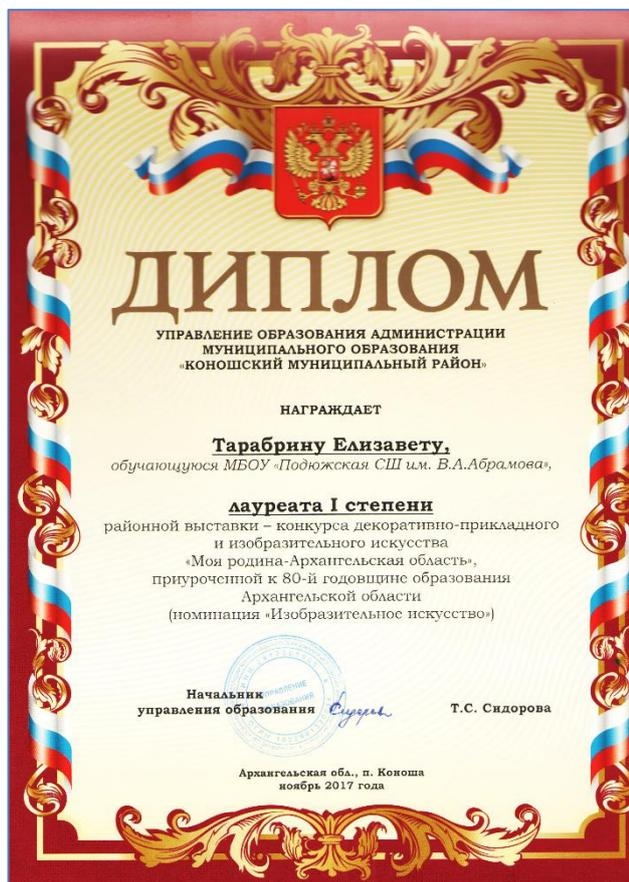 ДИПЛОМ
УПРАВЛЕНИЕ ОБРАЗОВАНИЯ АДМИНИСТРАЦИИ
МУНИЦИПАЛЬНОГО ОБРАЗОВАНИЯ
«КОНОШСКИЙ МУНИЦИПАЛЬНЫЙ РАЙОН»
НАГРАЖДАЕТ
Тарабрину Елизавету,
обучающуюся МБОУ «Подюжская СШ им. В.А.Абрамова»,
лауреата I степени
районной выставки – конкурса декоративно-прикладного
и изобразительного искусства
«Моя родина-Архангельская область»,
приуроченной к 80-й годовщине образования
Архангельской области
(номинация «Изобразительное искусство»)
УПРАВЛЕНИЕ
ОБРАЗОВАНИЯ
Начальник
управления образования
Т.С. Сидорова
Архангельская обл., п. Коноша
ноябрь 2017 года